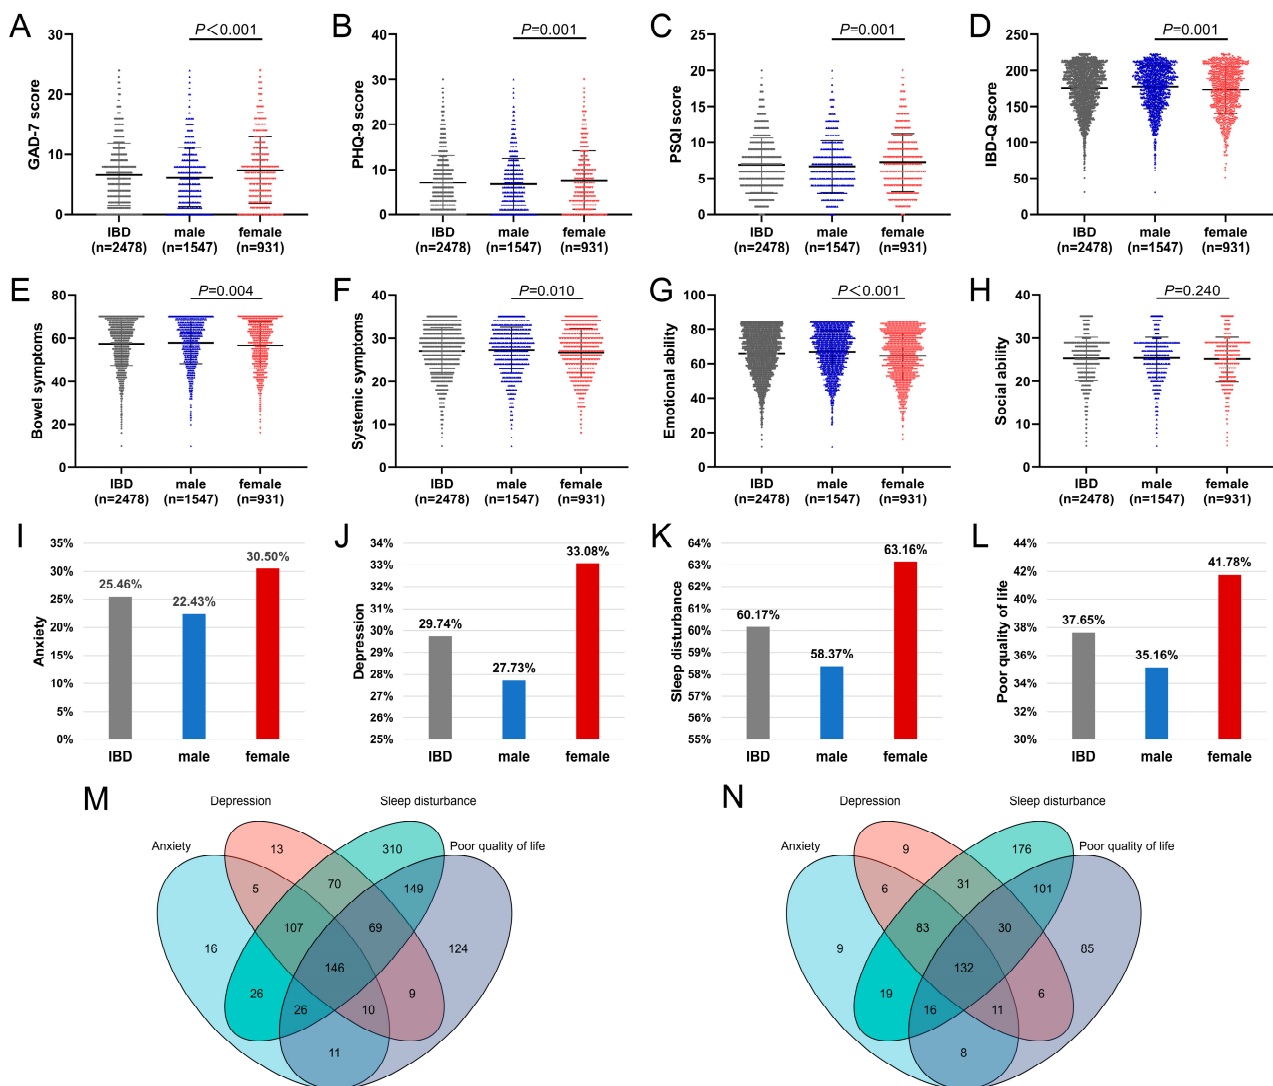 A
GAD-7 score
30
20
10
0
P<0.001
IBD
(n=2478)
male
(n=1547)
female
(n=931)
B
PHQ-9 score
40
30
20
10
0
P=0.001
IBD
(n=2478)
male
(n=1547)
female
(n=931)
C
PSQI score
25
20
15
10
5
0
P=0.001
IBD
(n=2478)
male
(n=1547)
female
(n=931)
D
IBD-Q score
250
200
150
100
50
0
P=0.001
IBD
(n=2478)
male
(n=1547)
female
(n=931)
E
Bowel symptoms
80
60
40
20
0
P=0.004
IBD
(n=2478)
male
(n=1547)
female
(n=931)
F
Systemic symptoms
40
30
20
10
0
P=0.010
IBD
(n=2478)
male
(n=1547)
female
(n=931)
G
Emotional ability
100
80
60
40
20
0
P<0.001
IBD
(n=2478)
male
(n=1547)
female
(n=931)
H
Social ability
40
30
20
10
0
P=0.240
IBD
(n=2478)
male
(n=1547)
female
(n=931)
I
Anxiety
35%
30%
25%
20%
15%
10%
5%
0%
25.46%
22.43%
30.50%
IBD
male
female
J
Depression
34%
33%
32%
31%
30%
29%
28%
27%
26%
25%
29.74%
27.73%
33.08%
IBD
male
female
K
Sleep disturbance
64%
63%
62%
61%
60%
59%
58%
57%
56%
55%
60.17%
58.37%
63.16%
IBD
male
female
L
Poor quality of life
44%
42%
40%
38%
36%
34%
32%
30%
37.65%
35.16%
41.78%
IBD
male
female
M
Depression
Sleep disturbance
Anxiety
Poor quality of life
13
310
5
70
149
16
107
69
124
146
26
26
10
9
11
N
Depression
Sleep disturbance
Anxiety
Poor quality of life
9
176
6
31
101
9
83
30
85
132
19
16
11
6
8